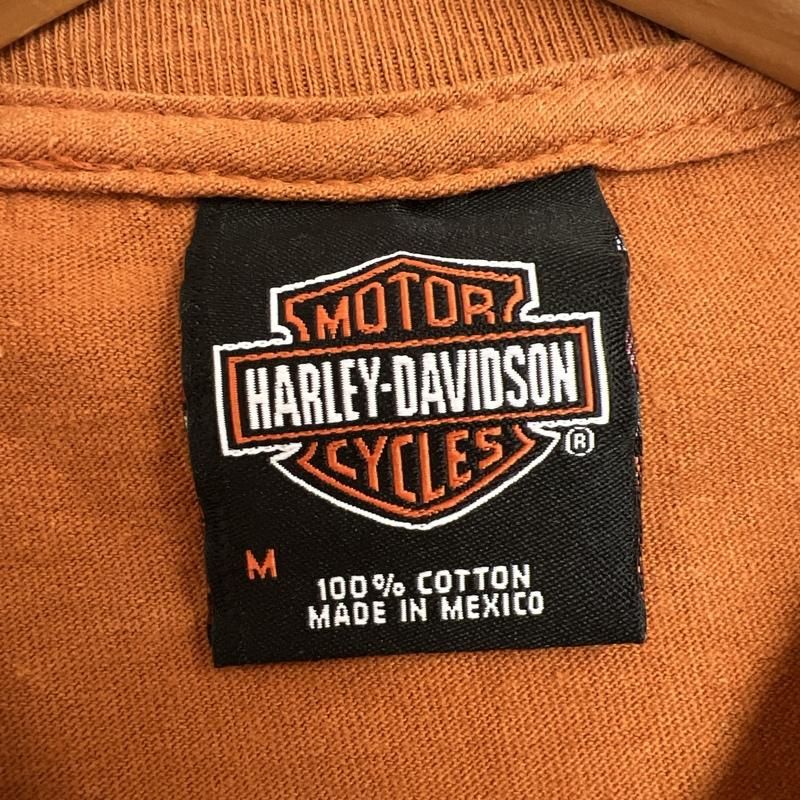 MOTOR
HARLEY-DAVIDSON
CYCLES
®
M
100% COTTON
MADE IN MEXICO